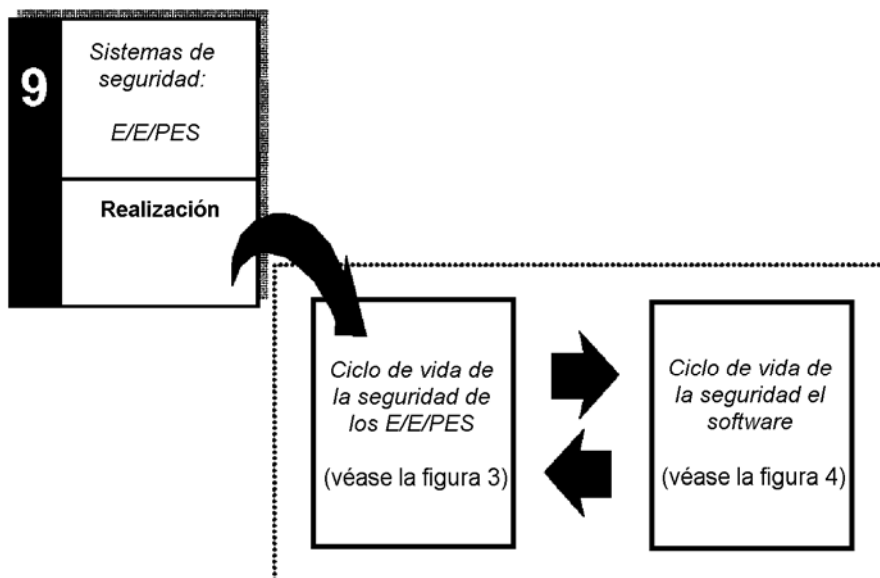 9
Sistemas de
seguridad:
E/E/PES
Realización
Ciclo de vida de
la seguridad de
los E/E/PES
(véase la figura 3)
Ciclo de vida de
la seguridad el
software
(véase la figura 4)